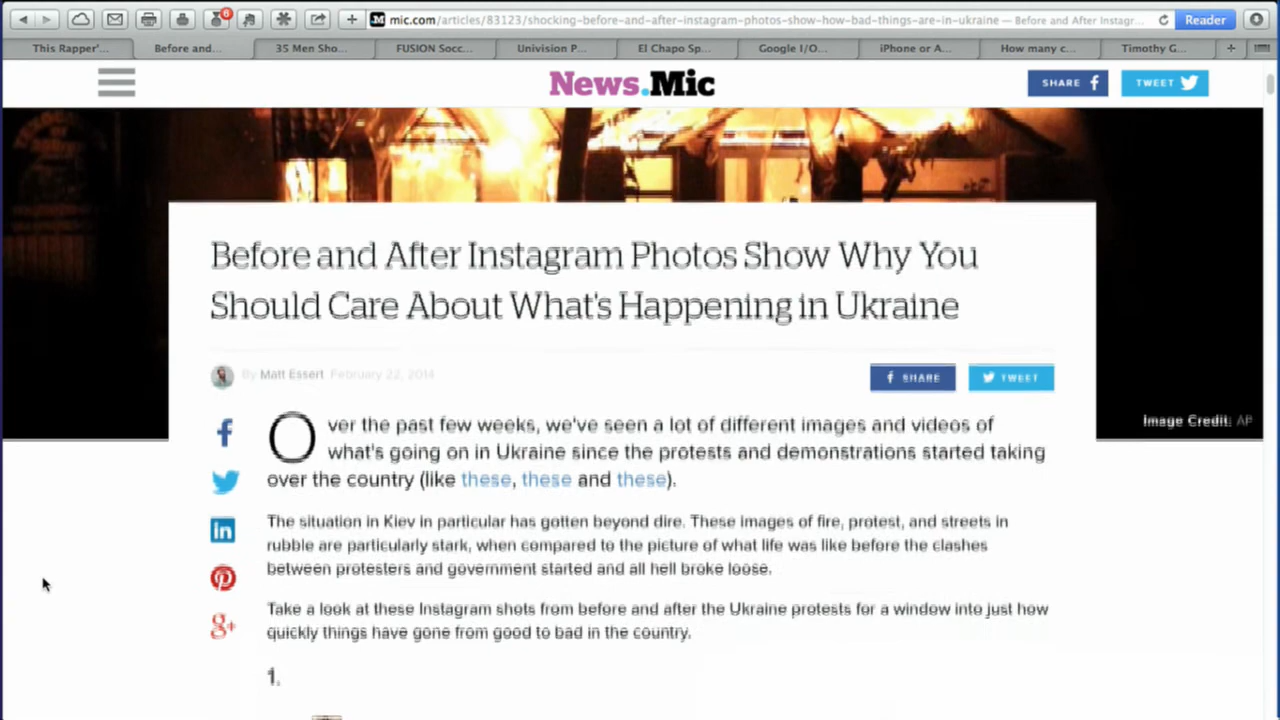 6
mic.com/articles/83123/shocking-before-and-after-instagram-photos-show-how-bad-things-are-in-ukraine — Before and After Instagr...
Reader
This Rapper'...
Before and...
35 Men Sho...
FUSION Socc...
Univision P...
El Chapo Sp...
Google I/O...
iPhone or A...
How many c...
Timothy G...
News.Mic
SHARE
TWEET
Before and After Instagram Photos Show Why You
Should Care About What's Happening in Ukraine
By Matt Essert February 22, 2014
SHARE
TWEET
Image Credit: AP
Over the past few weeks, we've seen a lot of different images and videos of
what's going on in Ukraine since the protests and demonstrations started taking
over the country (like these, these and these).
The situation in Kiev in particular has gotten beyond dire. These images of fire, protest, and streets in
rubble are particularly stark, when compared to the picture of what life was like before the clashes
between protesters and government started and all hell broke loose.
Take a look at these Instagram shots from before and after the Ukraine protests for a window into just how
quickly things have gone from good to bad in the country.
1.